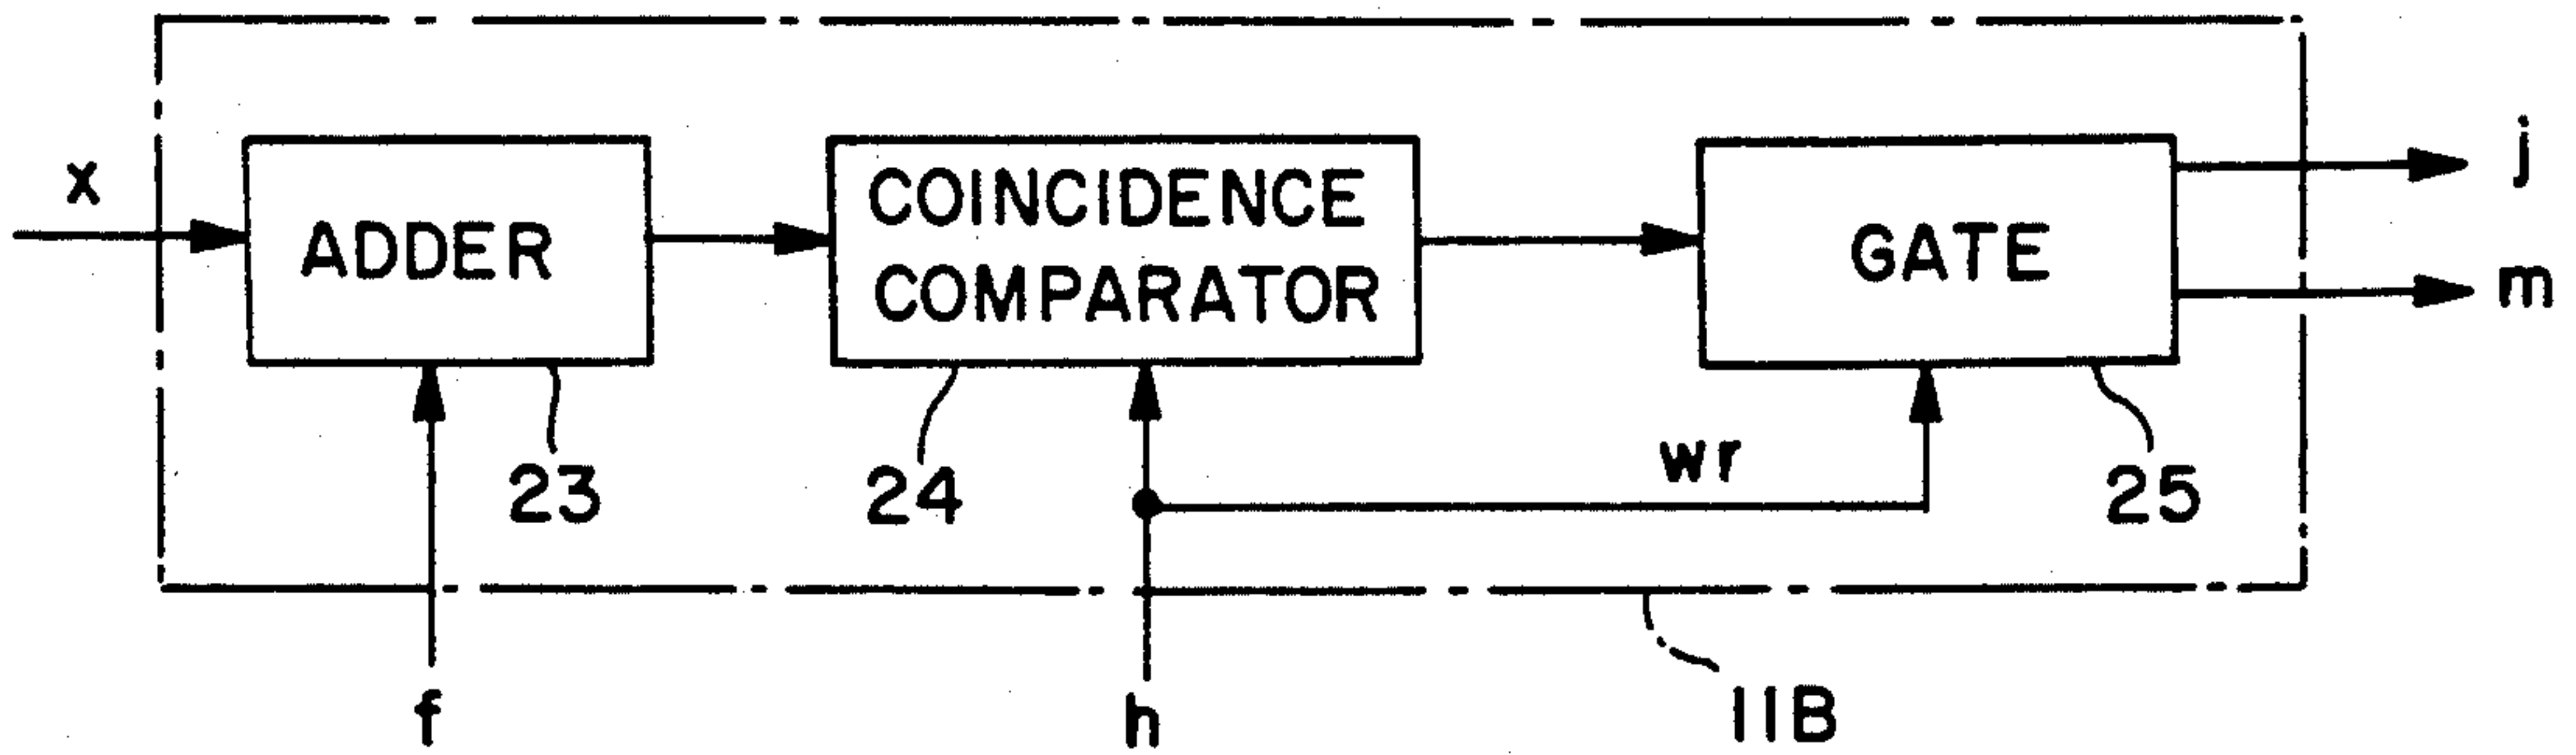 x
ADDER
COINCIDENCE
COMPARATOR
GATE
j
m
wr
23
24
25
f
h
11B